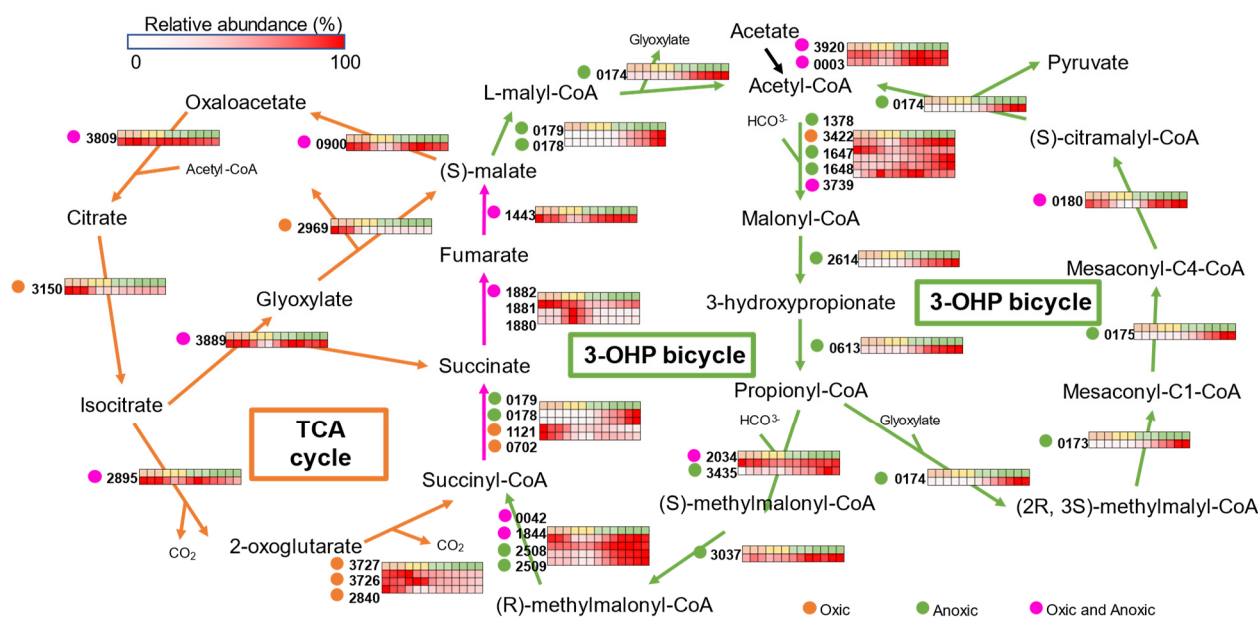 Relative abundance (%)
0 100
Glyoxylate
0174
L-malyl-CoA
Acetate
3920
0003
Acetyl-CoA
Pyruvate
0174
(S)-citramalyl-CoA
Oxaloacetate
3809
Acetyl-CoA
0900
0179
0178
(S)-malate
HCO3-
1378
3422
1647
1648
3739
Citrate
2969
1443
Malonyl-CoA
0180
Fumarate
2614
Mesaconyl-C4-CoA
3150
Glyoxylate
1882
1881
1880
3-hydroxypropionate
3-OHP bicycle
3889
3-OHP bicycle
0613
0175
Succinate
Isocitrate
Propionyl-CoA
Mesaconyl-C1-CoA
TCA
cycle
0179
0178
1121
0702
HCO3-
Glyoxylate
0173
2895
Succinyl-CoA
2034
3435
0174
(S)-methylmalonyl-CoA
(2R, 3S)-methylmalyl-CoA
CO2
2-oxoglutarate
CO2
0042
1844
2508
2509
3037
3727
3726
2840
(R)-methylmalonyl-CoA
Oxic
Anoxic
Oxic and Anoxic